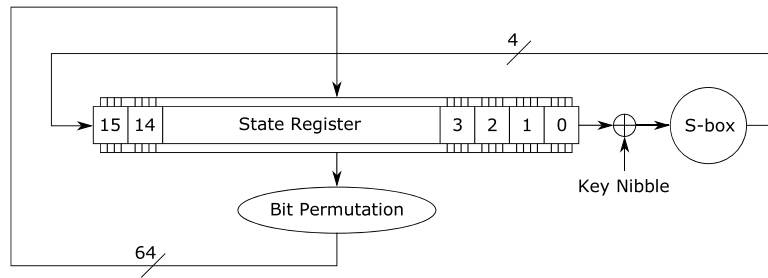 4
15 14 State Register 3 2 1 0 S-box
Key Nibble
Bit Permutation
64